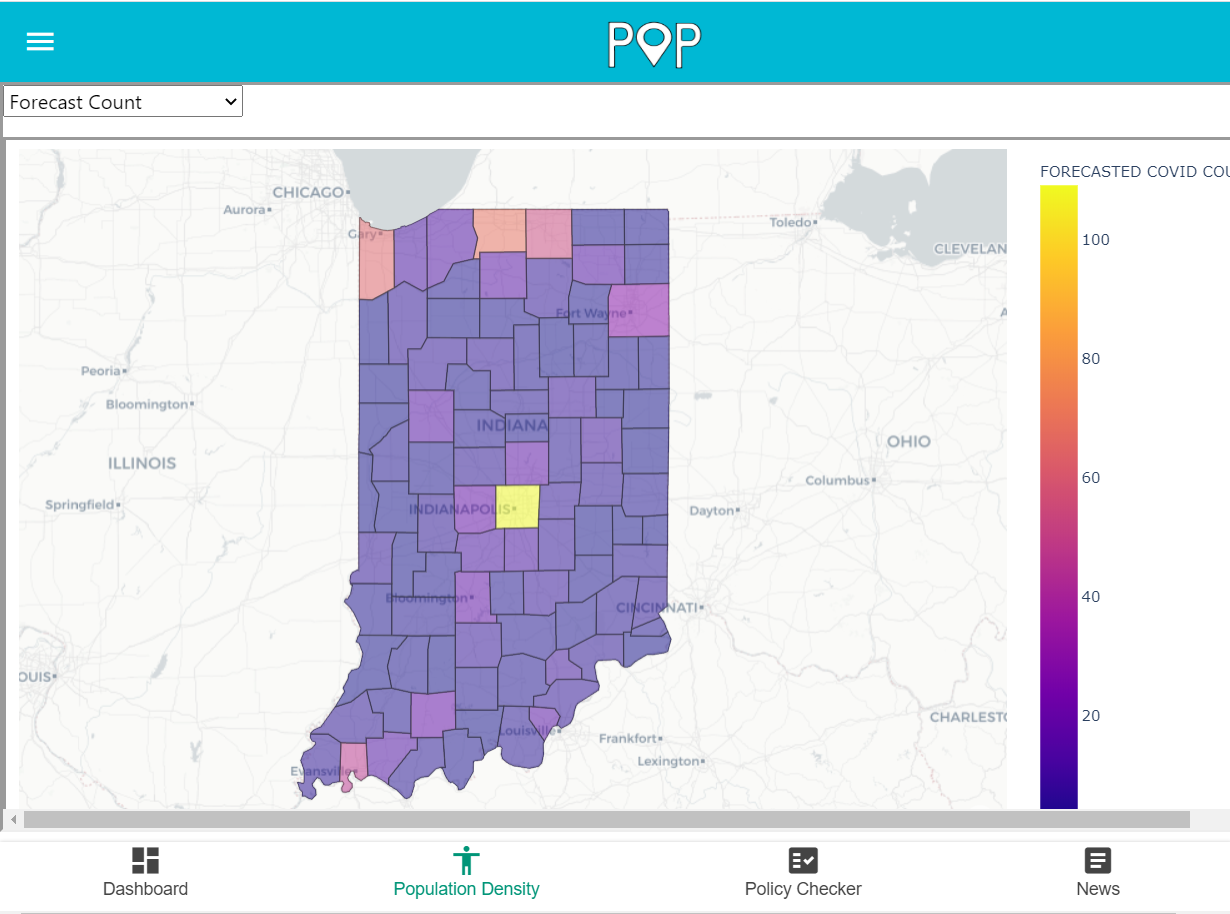 POP
Forecast Count
FORECASTED COVID COU
CHICAGO
Aurora
Gary
Toledo
CLEVELAN
100
Fort Wayne
A
80
Peoria
Bloomington
INDIANA
OHIO
ILLINOIS
60
Columbus
Springfield
INDIANAPOLIS
Dayton
40
Bloomington
CINCINNATI
OUIS
20
CHARLEST
Louisville
Frankfort
Lexington
Evansville
Dashboard
Population Density
Policy Checker
News